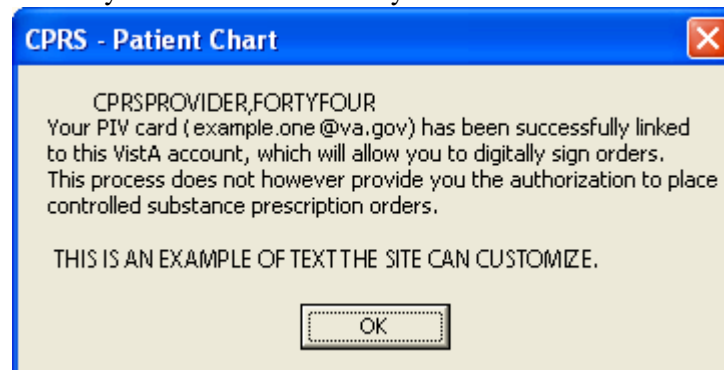 CPRS - Patient Chart
CPRSPROVIDER,FORTYFOUR
Your PIV card (example.one@va.gov) has been successfully linked
to this VistA account, which will allow you to digitally sign orders.
This process does not however provide you the authorization to place
controlled substance prescription orders.
THIS IS AN EXAMPLE OF TEXT THE SITE CAN CUSTOMIZE.
OK